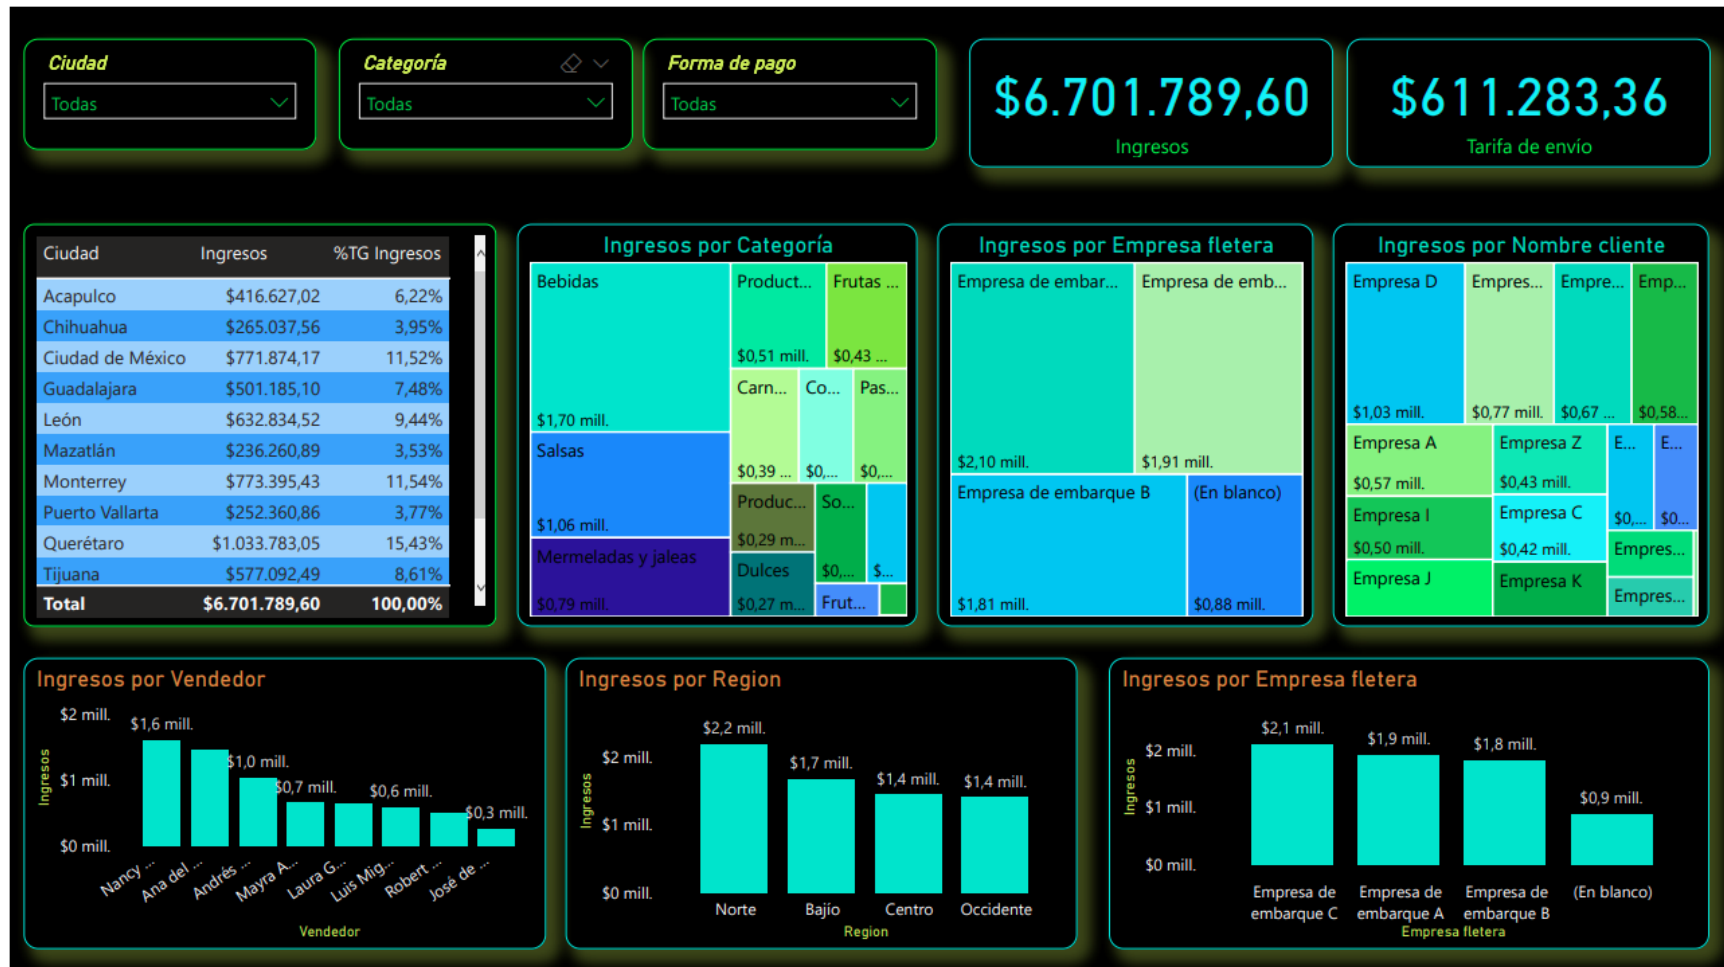 Ciudad
Todas
Categoría
Todas
Forma de pago
Todas
$6.701.789,60
Ingresos
$611.283,36
Tarifa de envío
Ciudad Ingresos %TG Ingresos
Acapulco $416.627,02 6,22%
Chihuahua $265.037,56 3,95%
Ciudad de México $771.874,17 11,52%
Guadalajara $501.185,10 7,48%
León $632.834,52 9,44%
Mazatlán $236.260,89 3,53%
Monterrey $773.395,43 11,54%
Puerto Vallarta $252.360,86 3,77%
Querétaro $1.033.783,05 15,43%
Tijuana $577.092,49 8,61%
Total $6.701.789,60 100,00%
Ingresos por Categoría
Bebidas
$1,70 mill.
Salsas
$1,06 mill.
Mermeladas y jaleas
$0,79 mill.
Product...
$0,51 mill.
Frutas ...
$0,43 ...
Carn...
$0,39 ...
Co...
$0,...
Pas...
$0,...
Produc...
$0,29 m...
So...
$0,...
$...
Dulces
$0,27 m...
Frut...
Ingresos por Empresa fletera
Empresa de embar...
$2,10 mill.
Empresa de emb...
$1,91 mill.
Empresa de embarque B
$1,81 mill.
(En blanco)
$0,88 mill.
Ingresos por Nombre cliente
Empresa D
$1,03 mill.
Empres...
$0,77 mill.
Empre...
$0,67 ...
Emp...
$0,58...
Empresa A
$0,57 mill.
Empresa I
$0,50 mill.
Empresa J
Empresa Z
$0,43 mill.
Empresa C
$0,42 mill.
Empresa K
E...
$0,...
E...
$0...
Empres...
Empres...
Ingresos por Vendedor
Ingresos
$2 mill.
$1 mill.
$0 mill.
$1,6 mill.
$1,0 mill.
$0,7 mill.
$0,6 mill.
$0,3 mill.
Nancy ...
Ana del ...
Andrés ...
Mayra A...
Laura G...
Luis Mig...
Robert ...
José de ...
Vendedor
Ingresos por Region
Ingresos
$2 mill.
$1 mill.
$0 mill.
$2,2 mill.
$1,7 mill.
$1,4 mill.
$1,4 mill.
Norte
Bajío
Centro
Occidente
Region
Ingresos por Empresa fletera
Ingresos
$2 mill.
$1 mill.
$0 mill.
$2,1 mill.
$1,9 mill.
$1,8 mill.
$0,9 mill.
Empresa de
embarque C
Empresa de
embarque A
Empresa de
embarque B
(En blanco)
Empresa fletera